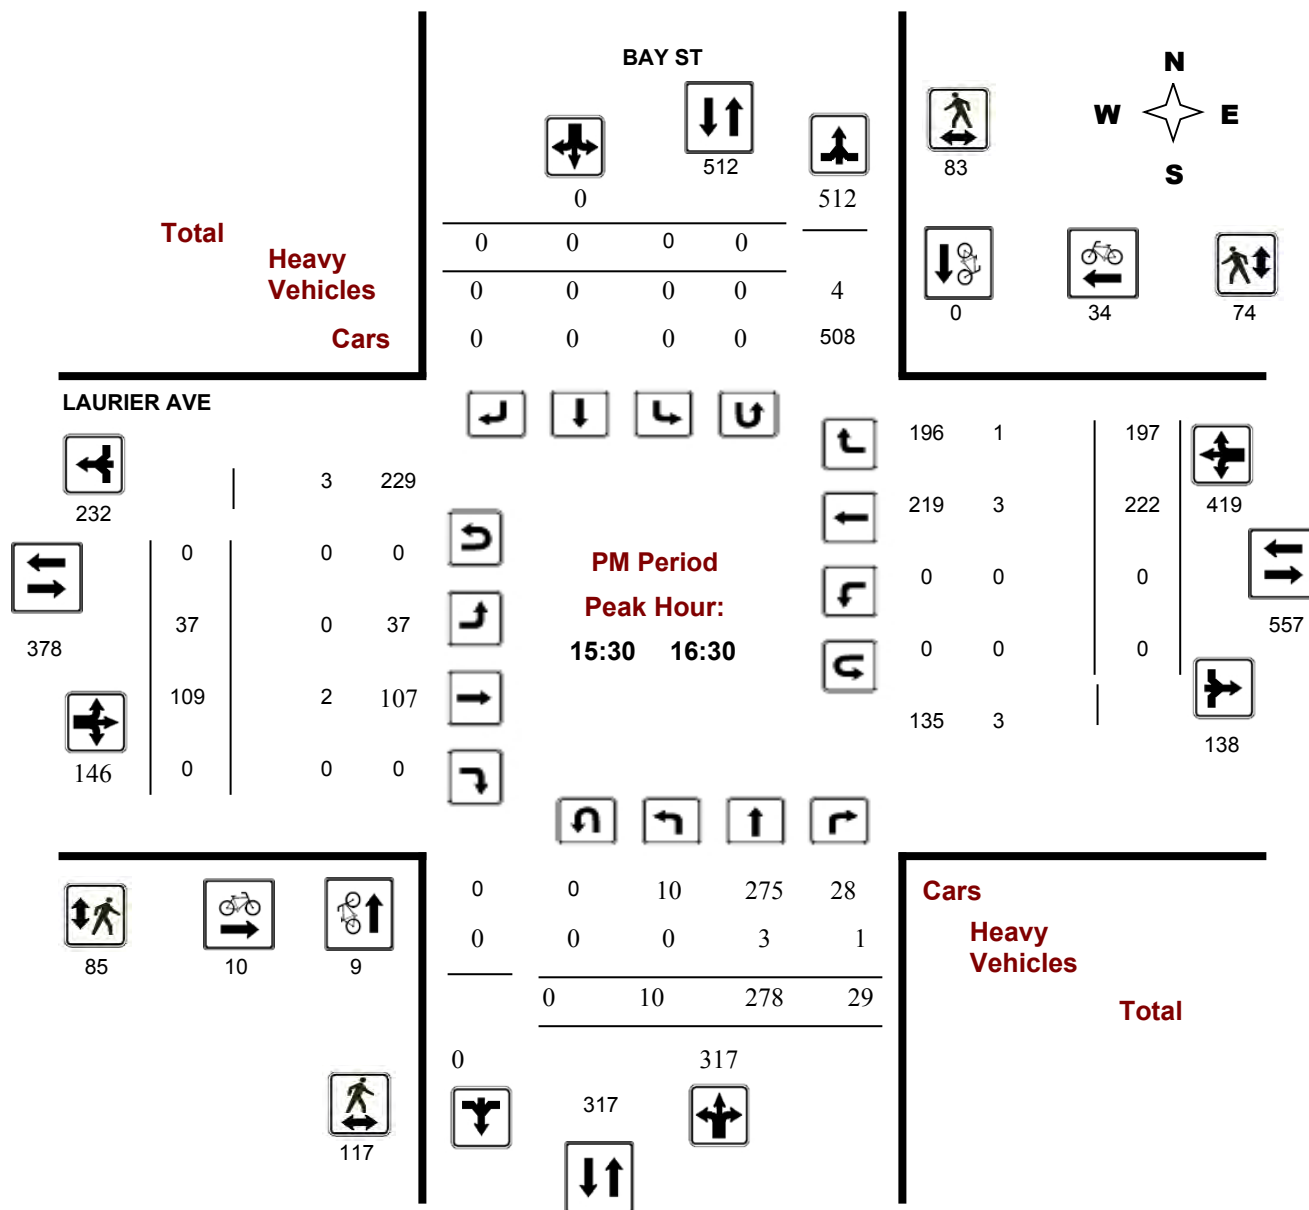 BAY ST
N
W E
S
512
83
0 512
Total
0 0 0 0
Heavy
Vehicles
0 0 0 0 4
0 34 74
Cars
0 0 0 0 508
LAURIER AVE
196 1 197
3 229
232
219 3 222 419
0 0 0
PM Period
0 0 0
Peak Hour:
37 0 37
557
378
15:30 16:30
0 0 0
109 2 107
135 3
138
146
0 0 0
0 0 10 275 28
Cars
0 0 0 3 1
Heavy
Vehicles
85 10 9
0 10 278 29
Total
0 317
317
117